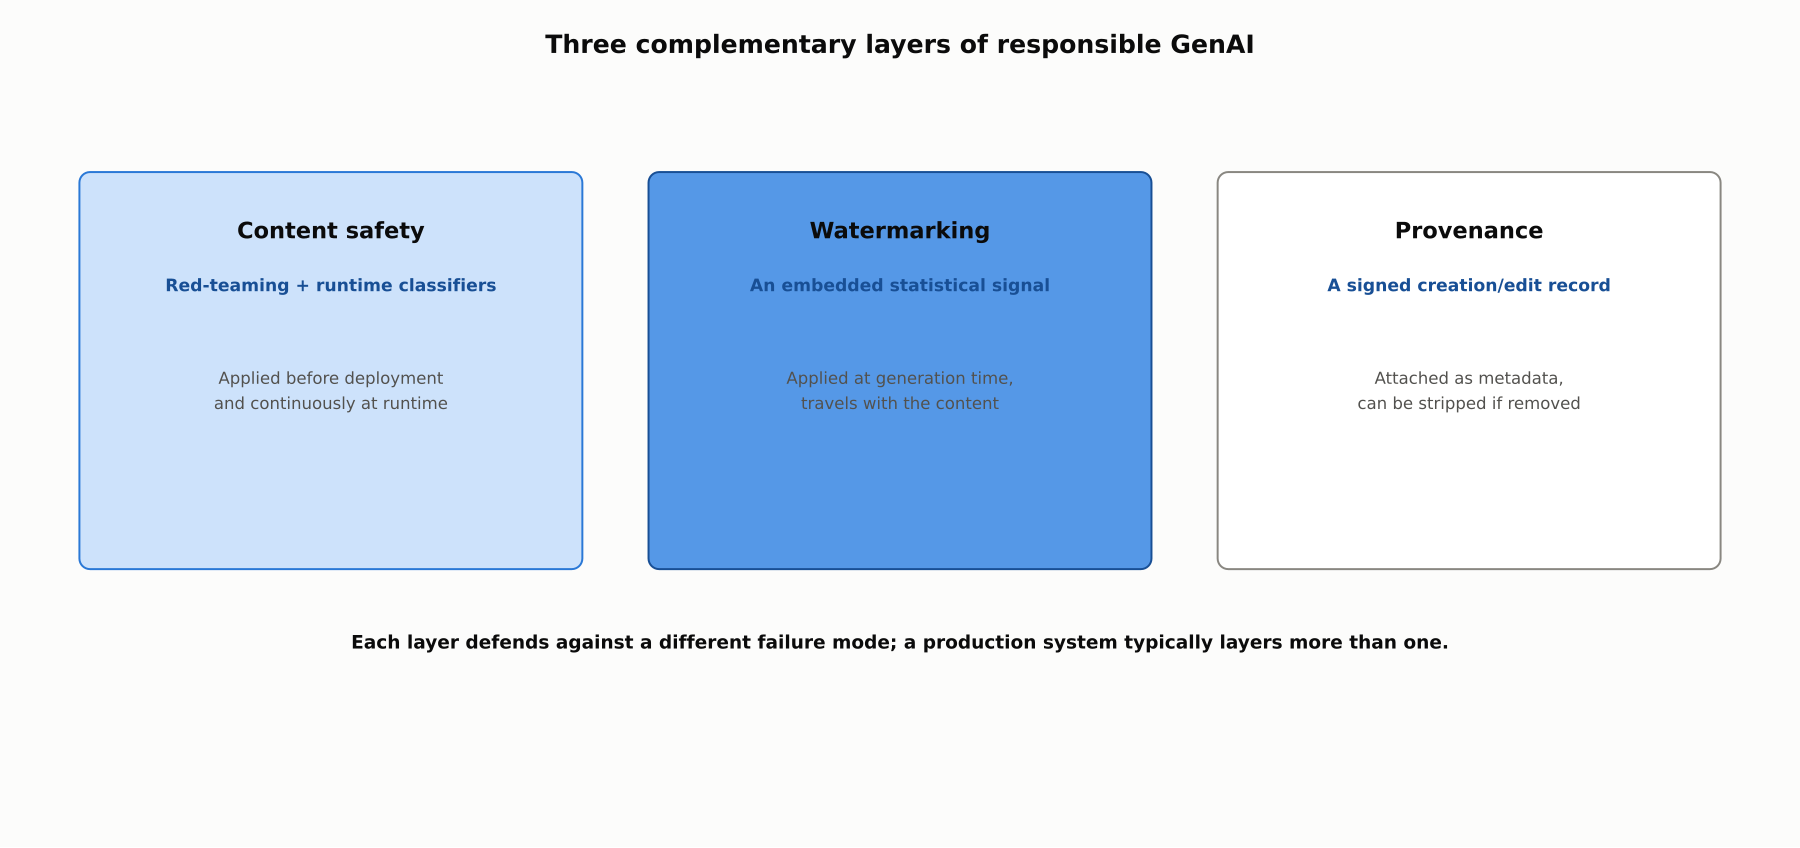 Three complementary layers of responsible GenAI
Content safety
Red-teaming + runtime classifiers
Applied before deployment
and continuously at runtime
Watermarking
An embedded statistical signal
Applied at generation time,
travels with the content
Provenance
A signed creation/edit record
Attached as metadata,
can be stripped if removed
Each layer defends against a different failure mode; a production system typically layers more than one.